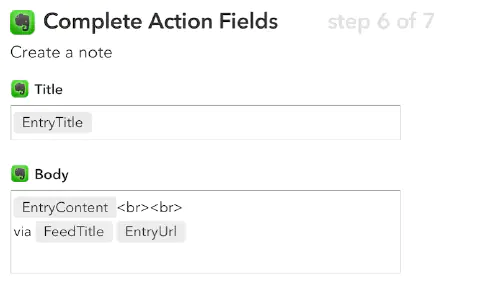 Complete Action Fields step 6 of 7
Create a note
Title
EntryTitle
Body
EntryContent <br><br>
via FeedTitle EntryUrl